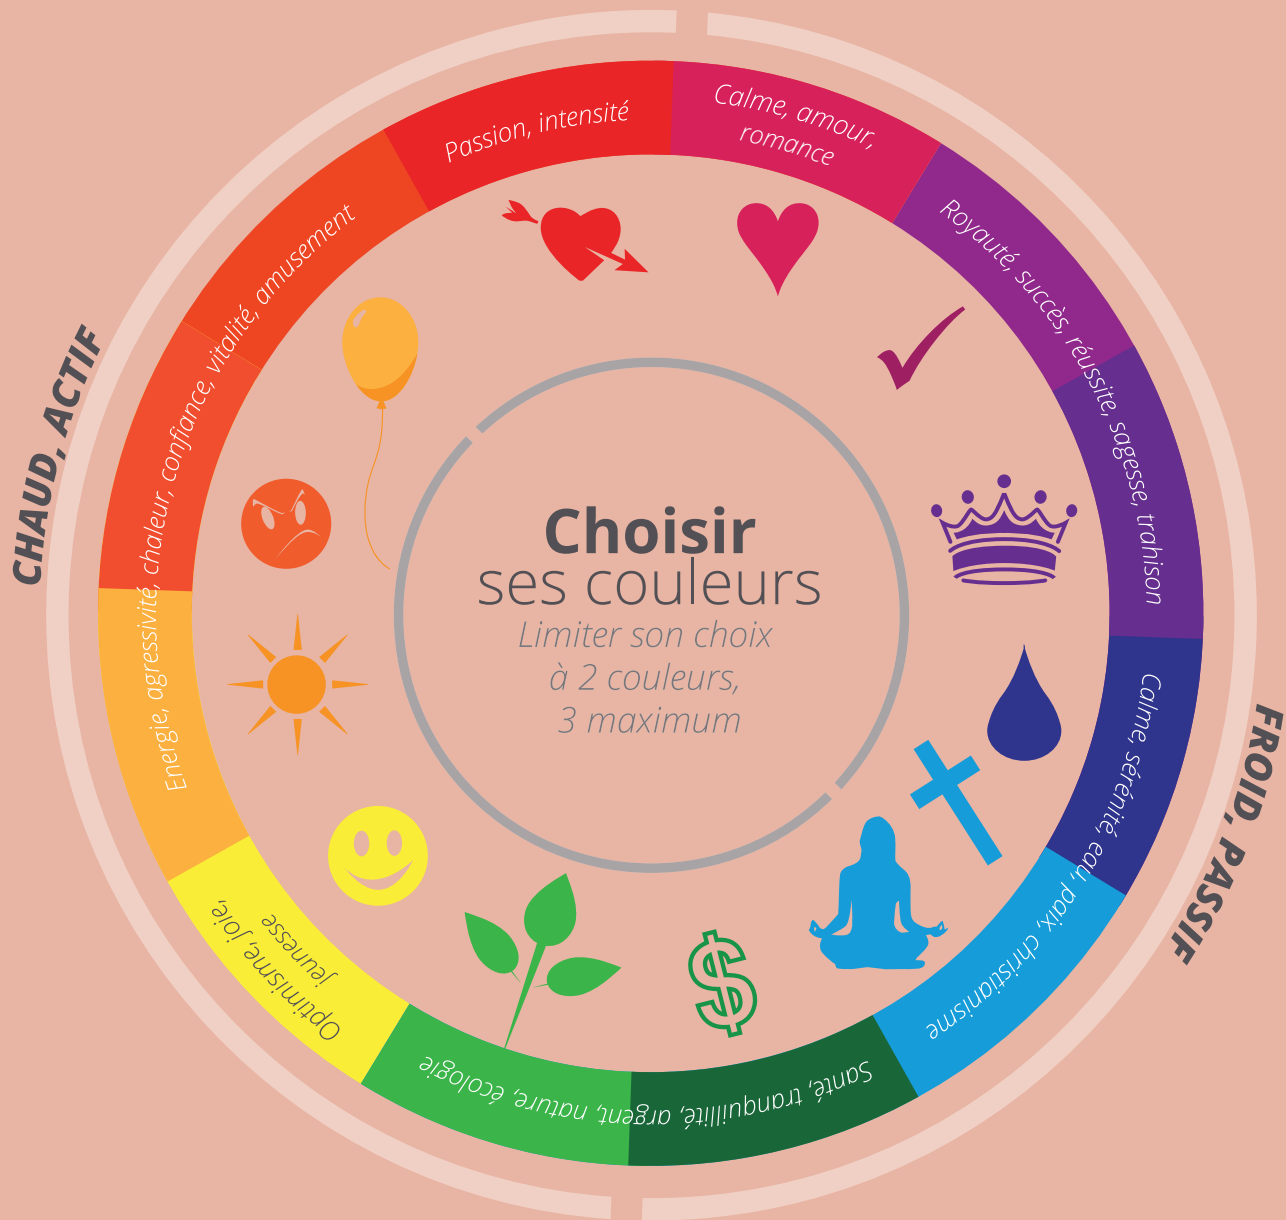 Choisir
ses couleurs
Limiter son choix
à 2 couleurs,
3 maximum
CHAUD, ACTIF
FROID, PASSIF
Passion, intensité
Calme, amour,
romance
Royauté, succès, réussite, sagesse, trahison
Calme, sérénité, eau, paix, christianisme
Santé, tranquillité, argent, nature, écologie
Optimisme, joie,
jeunesse
Energie, agressivité, chaleur, confiance, vitalité, amusement
$